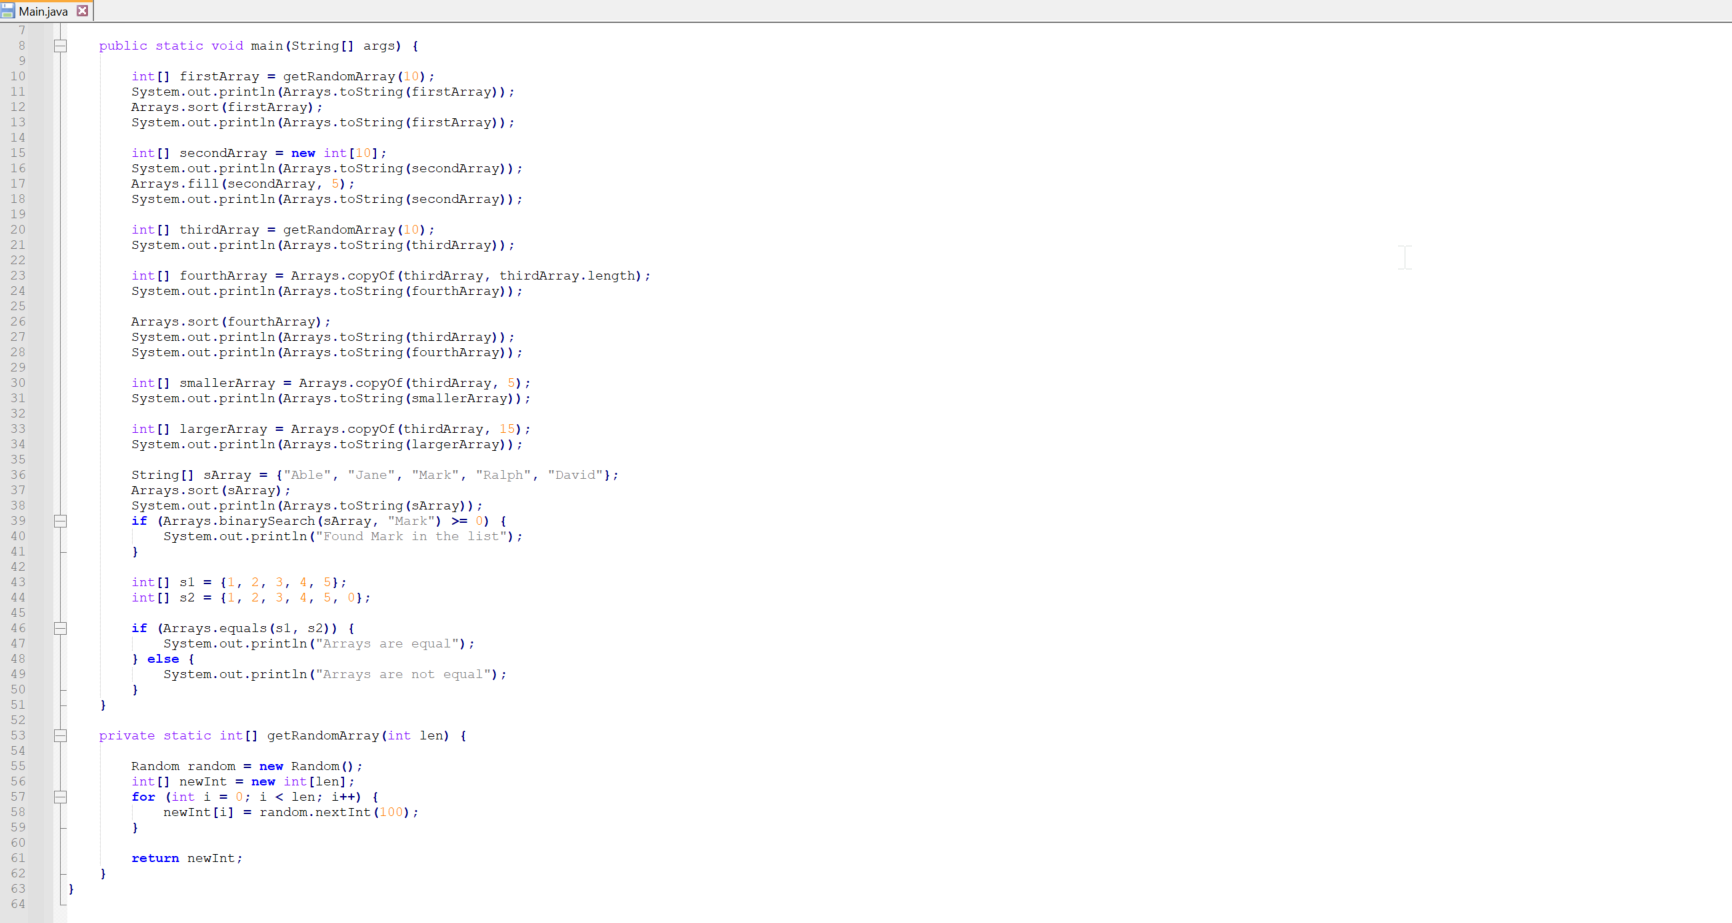 Main.java
7
8 public static void main(String[] args) {
9
10 int[] firstArray = getRandomArray(10);
11 System.out.println(Arrays.toString(firstArray));
12 Arrays.sort(firstArray);
13 System.out.println(Arrays.toString(firstArray));
14
15 int[] secondArray = new int[10];
16 System.out.println(Arrays.toString(secondArray));
17 Arrays.fill(secondArray, 5);
18 System.out.println(Arrays.toString(secondArray));
19
20 int[] thirdArray = getRandomArray(10);
21 System.out.println(Arrays.toString(thirdArray));
22
23 int[] fourthArray = Arrays.copyOf(thirdArray, thirdArray.length);
24 System.out.println(Arrays.toString(fourthArray));
25
26 Arrays.sort(fourthArray);
27 System.out.println(Arrays.toString(thirdArray));
28 System.out.println(Arrays.toString(fourthArray));
29
30 int[] smallerArray = Arrays.copyOf(thirdArray, 5);
31 System.out.println(Arrays.toString(smallerArray));
32
33 int[] largerArray = Arrays.copyOf(thirdArray, 15);
34 System.out.println(Arrays.toString(largerArray));
35
36 String[] sArray = {"Able", "Jane", "Mark", "Ralph", "David"};
37 Arrays.sort(sArray);
38 System.out.println(Arrays.toString(sArray));
39 if (Arrays.binarySearch(sArray, "Mark") >= 0) {
40 System.out.println("Found Mark in the list");
41 }
42
43 int[] s1 = {1, 2, 3, 4, 5};
44 int[] s2 = {1, 2, 3, 4, 5, 0};
45
46 if (Arrays.equals(s1, s2)) {
47 System.out.println("Arrays are equal");
48 } else {
49 System.out.println("Arrays are not equal");
50 }
51 }
52
53 private static int[] getRandomArray(int len) {
54
55 Random random = new Random();
56 int[] newInt = new int[len];
57 for (int i = 0; i < len; i++) {
58 newInt[i] = random.nextInt(100);
59 }
60
61 return newInt;
62 }
63 }
64